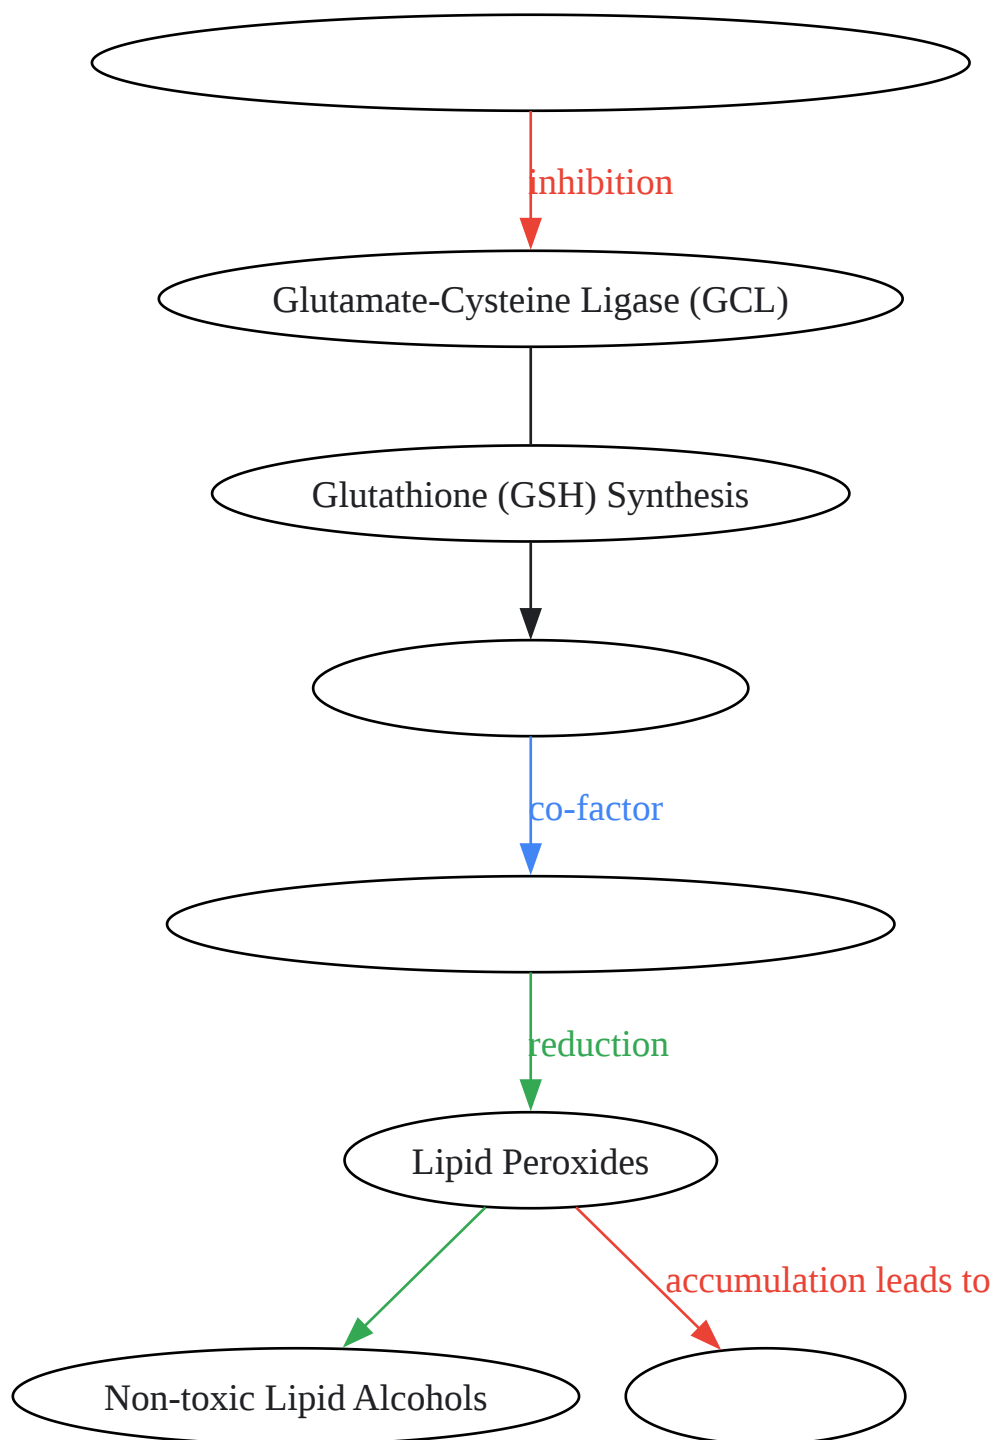 inhibition
Glutamate-Cysteine Ligase (GCL)
Glutathione (GSH) Synthesis
co-factor
reduction
Lipid Peroxides
accumulation leads to
Non-toxic Lipid Alcohols